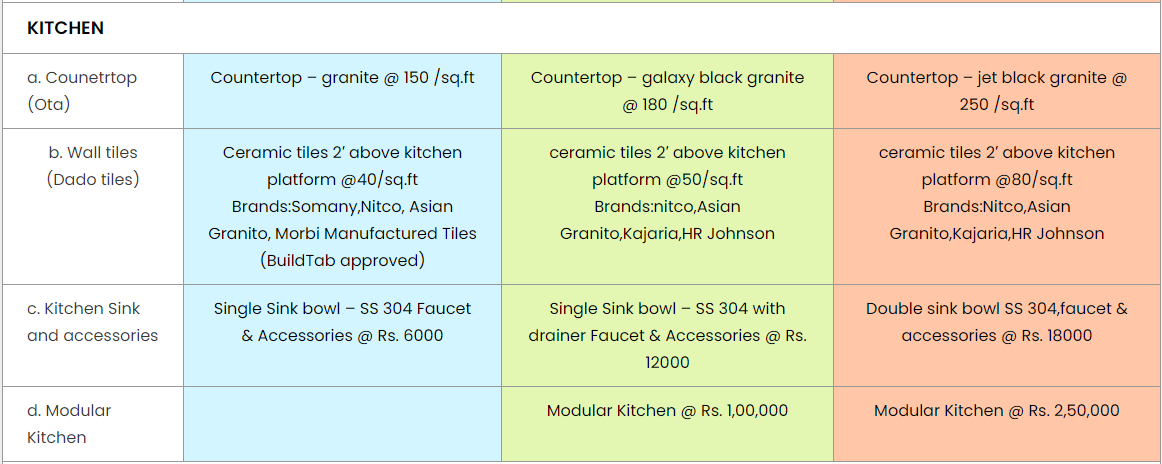 KITCHEN
a. Counetrtop
(Ota)
Countertop – granite @ 150 /sq.ft
Countertop – galaxy black granite
@ 180 /sq.ft
Countertop – jet black granite @
250 /sq.ft
b. Wall tiles
(Dado tiles)
Ceramic tiles 2′ above kitchen
platform @40/sq.ft
Brands:Somany,Nitco, Asian
Granito, Morbi Manufactured Tiles
(BuildTab approved)
ceramic tiles 2′ above kitchen
platform @50/sq.ft
Brands:nitco,Asian
Granito,Kajaria,HR Johnson
ceramic tiles 2′ above kitchen
platform @80/sq.ft
Brands:Nitco,Asian
Granito,Kajaria,HR Johnson
c. Kitchen Sink
and accessories
Single Sink bowl – SS 304 Faucet
& Accessories @ Rs. 6000
Single Sink bowl – SS 304 with
drainer Faucet & Accessories @ Rs.
12000
Double sink bowl SS 304,faucet &
accessories @ Rs. 18000
d. Modular
Kitchen
Modular Kitchen @ Rs. 1,00,000
Modular Kitchen @ Rs. 2,50,000